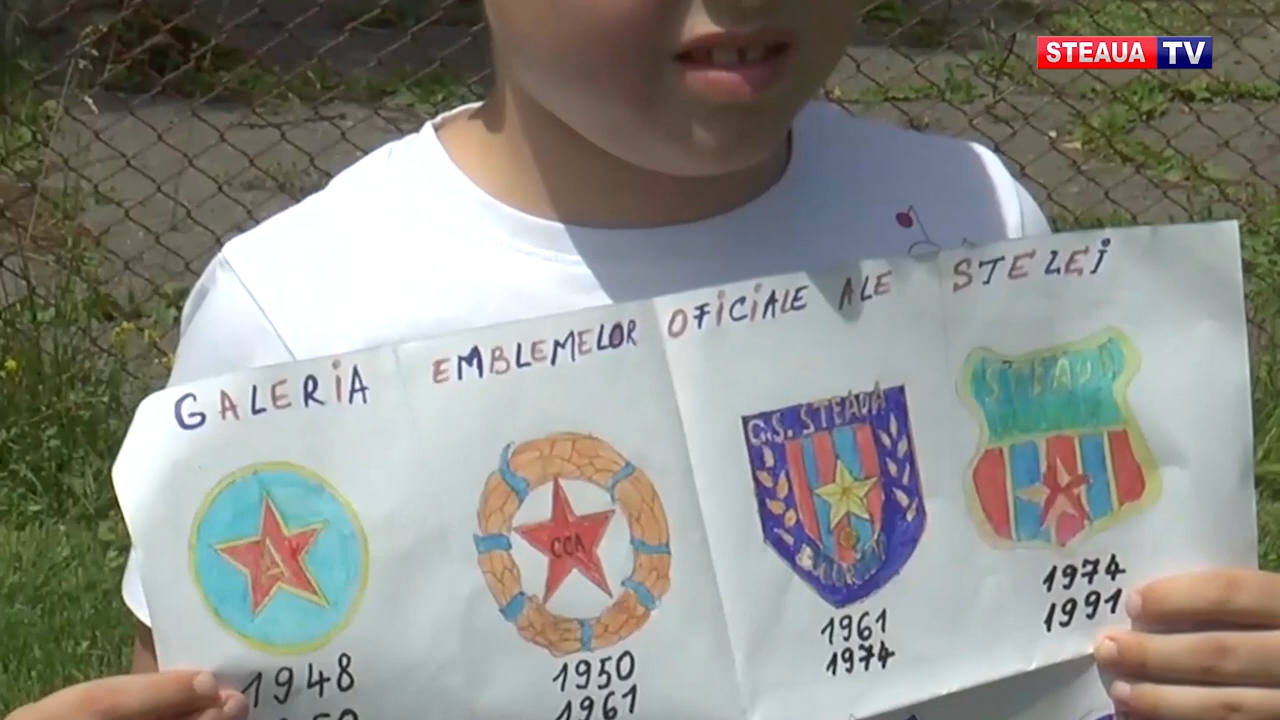 STEAUA TV
GALERIA EMBLEMELOR OFICIALE ALE STELEI
A
CCA
C.S. STEAUA
STEAUA
1948
1950
1961
1961
1974
1974
1991